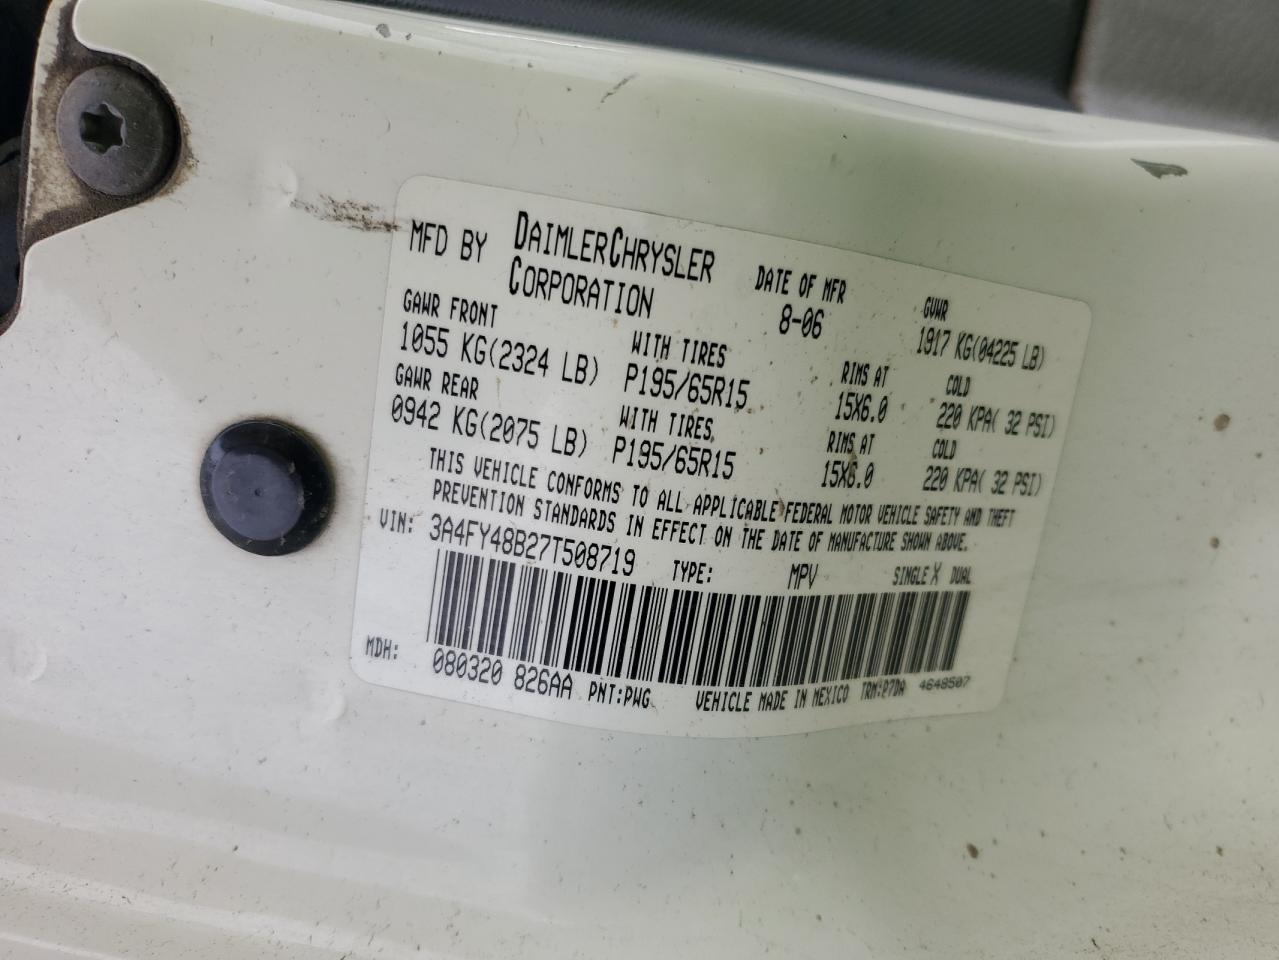 MFD BY DAIMLERCHRYSLER CORPORATION DATE OF MFR 8-06 GVWR 1917 KG(04225 LB)
GAWR FRONT WITH TIRES RIMS AT COLD
1055 KG(2324 LB) P195/65R15 15X6.0 220 KPA( 32 PSI)
GAWR REAR WITH TIRES RIMS AT COLD
0942 KG(2075 LB) P195/65R15 15X6.0 220 KPA( 32 PSI)
THIS VEHICLE CONFORMS TO ALL APPLICABLE FEDERAL MOTOR VEHICLE SAFETY AND THEFT
PREVENTION STANDARDS IN EFFECT ON THE DATE OF MANUFACTURE SHOWN ABOVE.
VIN: 3A4FY48B27T508719 TYPE: MPV SINGLE X DUAL
MDH: 080320 826AA PNT:PWG VEHICLE MADE IN MEXICO TRM:P7DA 4648507